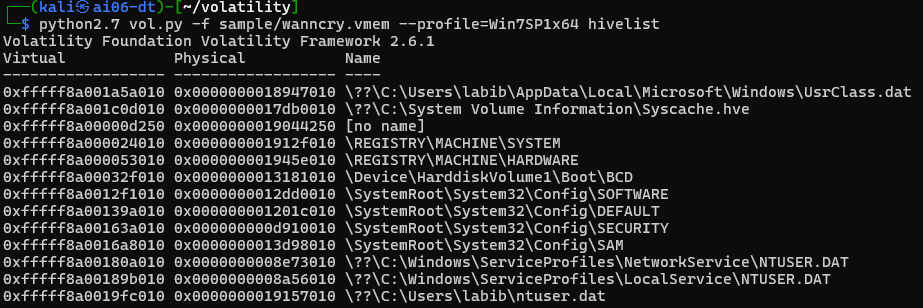 ┌──(kali㉿ai06-dt)-[~/volatility]
└─$ python2.7 vol.py -f sample/wanncry.vmem --profile=Win7SP1x64 hivelist
Volatility Foundation Volatility Framework 2.6.1
Virtual            Physical           Name
------------------ ------------------ ----
0xfffff8a001a5a010 0x0000000018947010 \??\C:\Users\labib\AppData\Local\Microsoft\Windows\UsrClass.dat
0xfffff8a001c0d010 0x0000000017db0010 \??\C:\System Volume Information\Syscache.hve
0xfffff8a00000d250 0x0000000019044250 [no name]
0xfffff8a000024010 0x000000001912f010 \REGISTRY\MACHINE\SYSTEM
0xfffff8a000053010 0x000000001945e010 \REGISTRY\MACHINE\HARDWARE
0xfffff8a00032f010 0x0000000013181010 \Device\HarddiskVolume1\Boot\BCD
0xfffff8a0012f1010 0x0000000012dd0010 \SystemRoot\System32\Config\SOFTWARE
0xfffff8a00139a010 0x000000001201c010 \SystemRoot\System32\Config\DEFAULT
0xfffff8a00163a010 0x000000000d910010 \SystemRoot\System32\Config\SECURITY
0xfffff8a0016a8010 0x0000000013d98010 \SystemRoot\System32\Config\SAM
0xfffff8a00180a010 0x0000000008e73010 \??\C:\Windows\ServiceProfiles\NetworkService\NTUSER.DAT
0xfffff8a00189b010 0x0000000008a56010 \??\C:\Windows\ServiceProfiles\LocalService\NTUSER.DAT
0xfffff8a0019fc010 0x0000000019157010 \??\C:\Users\labib\ntuser.dat